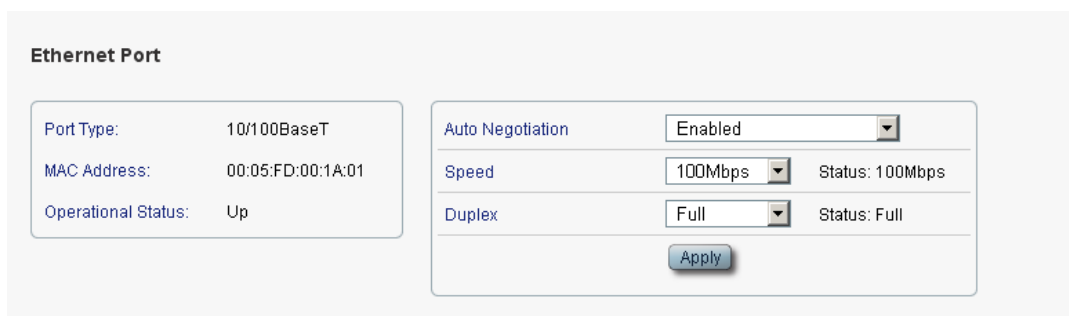 Ethernet Port
Port Type: 10/100BaseT
MAC Address: 00:05:FD:00:1A:01
Operational Status: Up
Auto Negotiation Enabled
Speed 100Mbps Status: 100Mbps
Duplex Full Status: Full
Apply